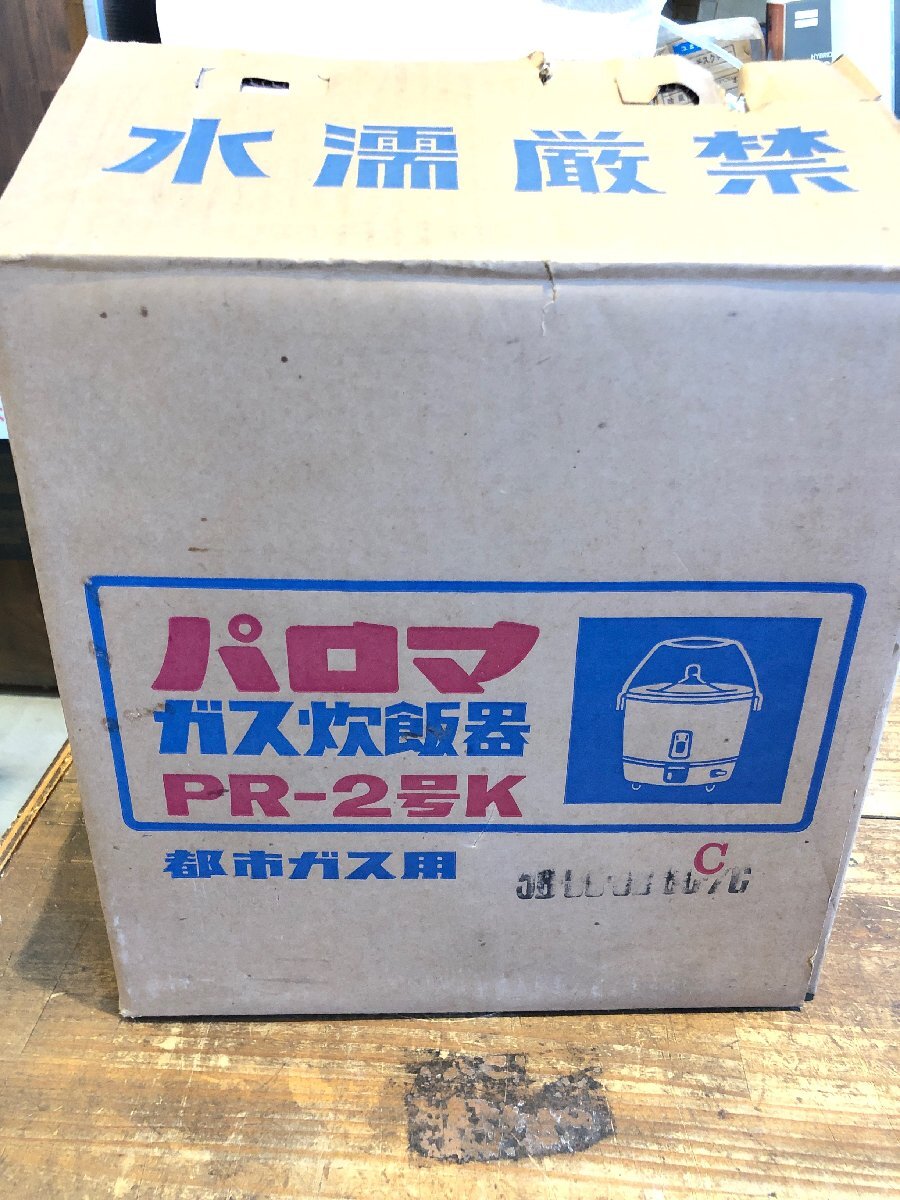 水濡厳禁
パロマ
ガス炊飯器
PR-2号K
都市ガス用
C